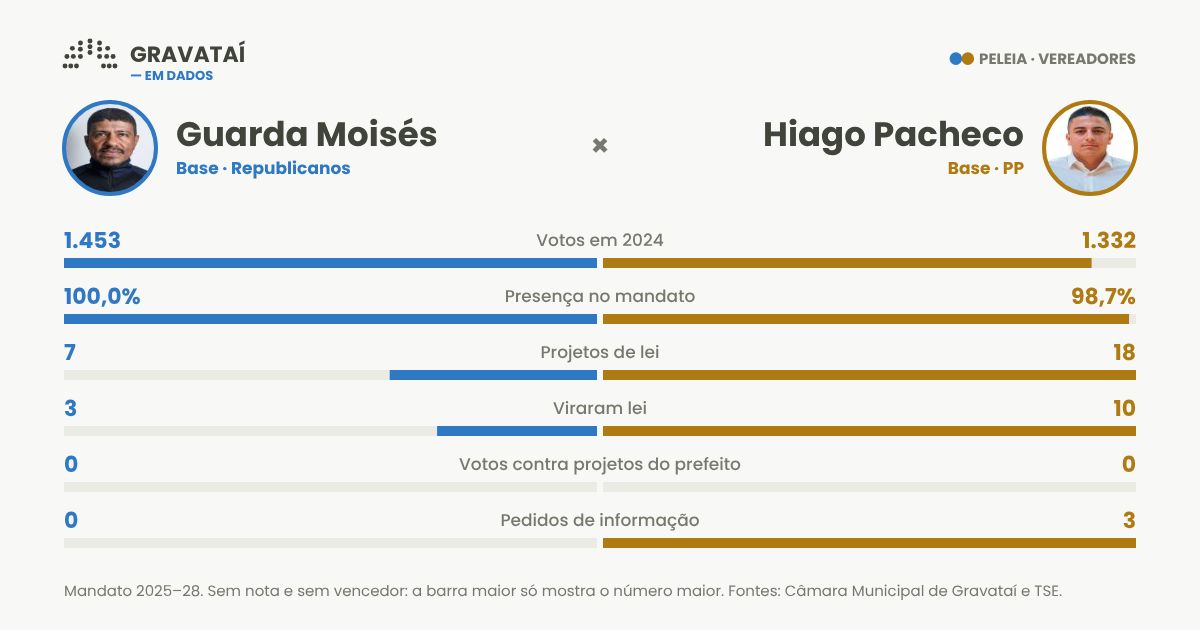 GRAVATAÍ
— EM DADOS
PELEIA · VEREADORES
Guarda Moisés
Base · Republicanos
×
Hiago Pacheco
Base · PP
1.453 Votos em 2024 1.332
100,0% Presença no mandato 98,7%
7 Projetos de lei 18
3 Viraram lei 10
0 Votos contra projetos do prefeito 0
0 Pedidos de informação 3
Mandato 2025–28. Sem nota e sem vencedor: a barra maior só mostra o número maior. Fontes: Câmara Municipal de Gravataí e TSE.